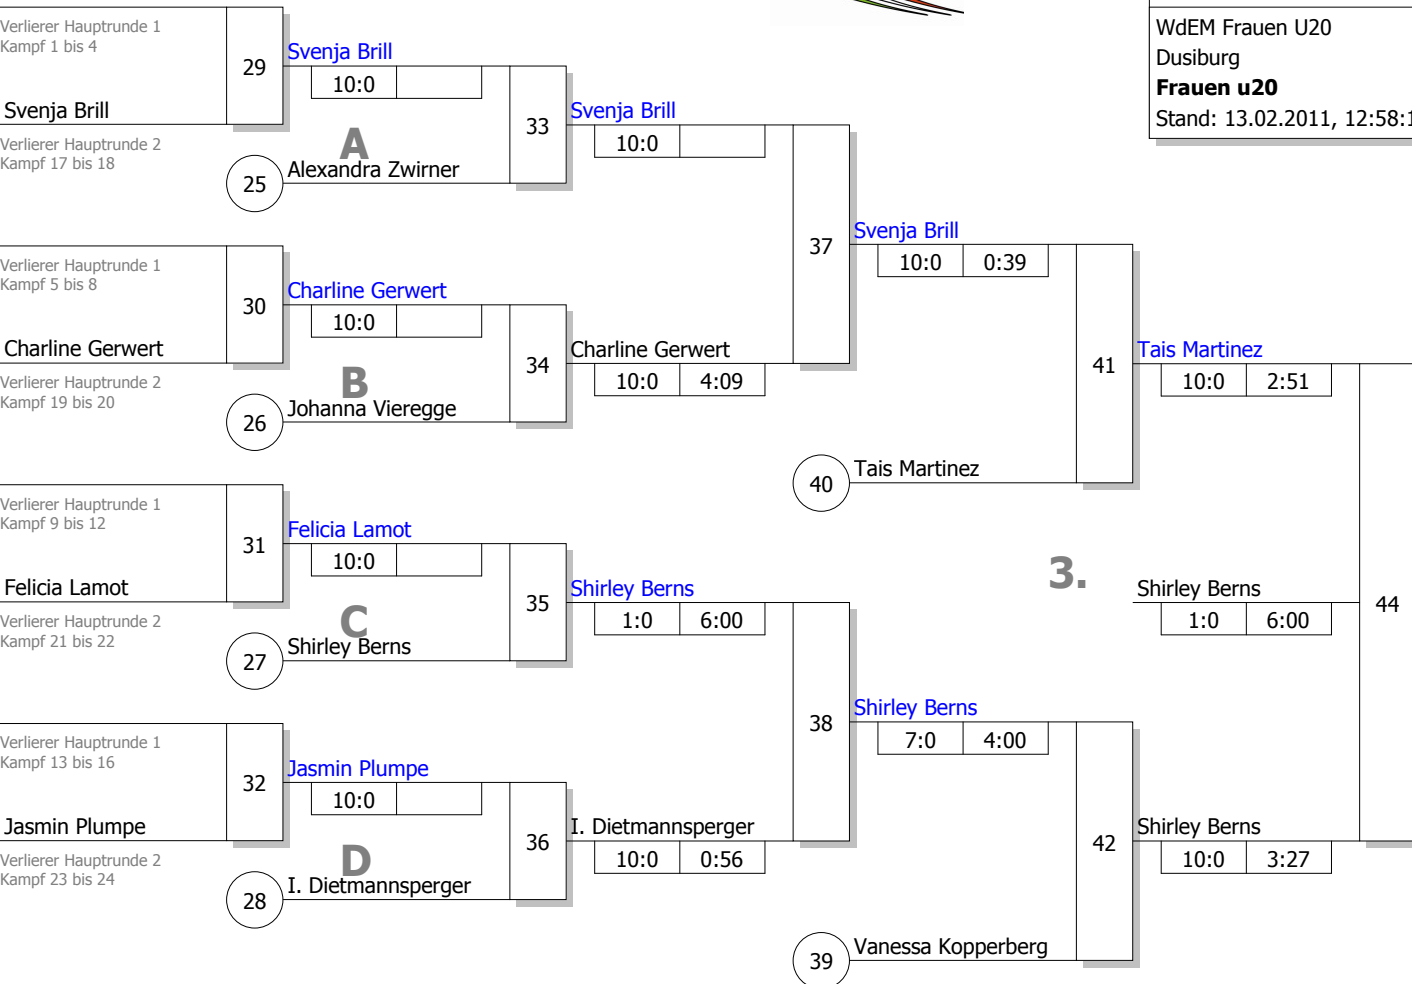 Verlierer Hauptrunde 1
Kampf 1 bis 4
29
Svenja Brill
10:0
Svenja Brill
Verlierer Hauptrunde 2
Kampf 17 bis 18
A
25
Alexandra Zwirner
33
Svenja Brill
10:0
WdEM Frauen U20
Dusiburg
Frauen u20
Stand: 13.02.2011, 12:58:1
Verlierer Hauptrunde 1
Kampf 5 bis 8
30
Charline Gerwert
10:0
Charline Gerwert
Verlierer Hauptrunde 2
Kampf 19 bis 20
B
26
Johanna Vieregge
34
Charline Gerwert
10:0 4:09
37
Svenja Brill
10:0 0:39
40
Tais Martinez
41
Tais Martinez
10:0 2:51
Verlierer Hauptrunde 1
Kampf 9 bis 12
31
Felicia Lamot
10:0
Felicia Lamot
Verlierer Hauptrunde 2
Kampf 21 bis 22
C
27
Shirley Berns
35
Shirley Berns
1:0 6:00
3.
Shirley Berns
1:0 6:00
44
Verlierer Hauptrunde 1
Kampf 13 bis 16
32
Jasmin Plumpe
10:0
Jasmin Plumpe
Verlierer Hauptrunde 2
Kampf 23 bis 24
D
28
I. Dietmannsperger
36
I. Dietmannsperger
10:0 0:56
38
Shirley Berns
7:0 4:00
39
Vanessa Kopperberg
42
Shirley Berns
10:0 3:27